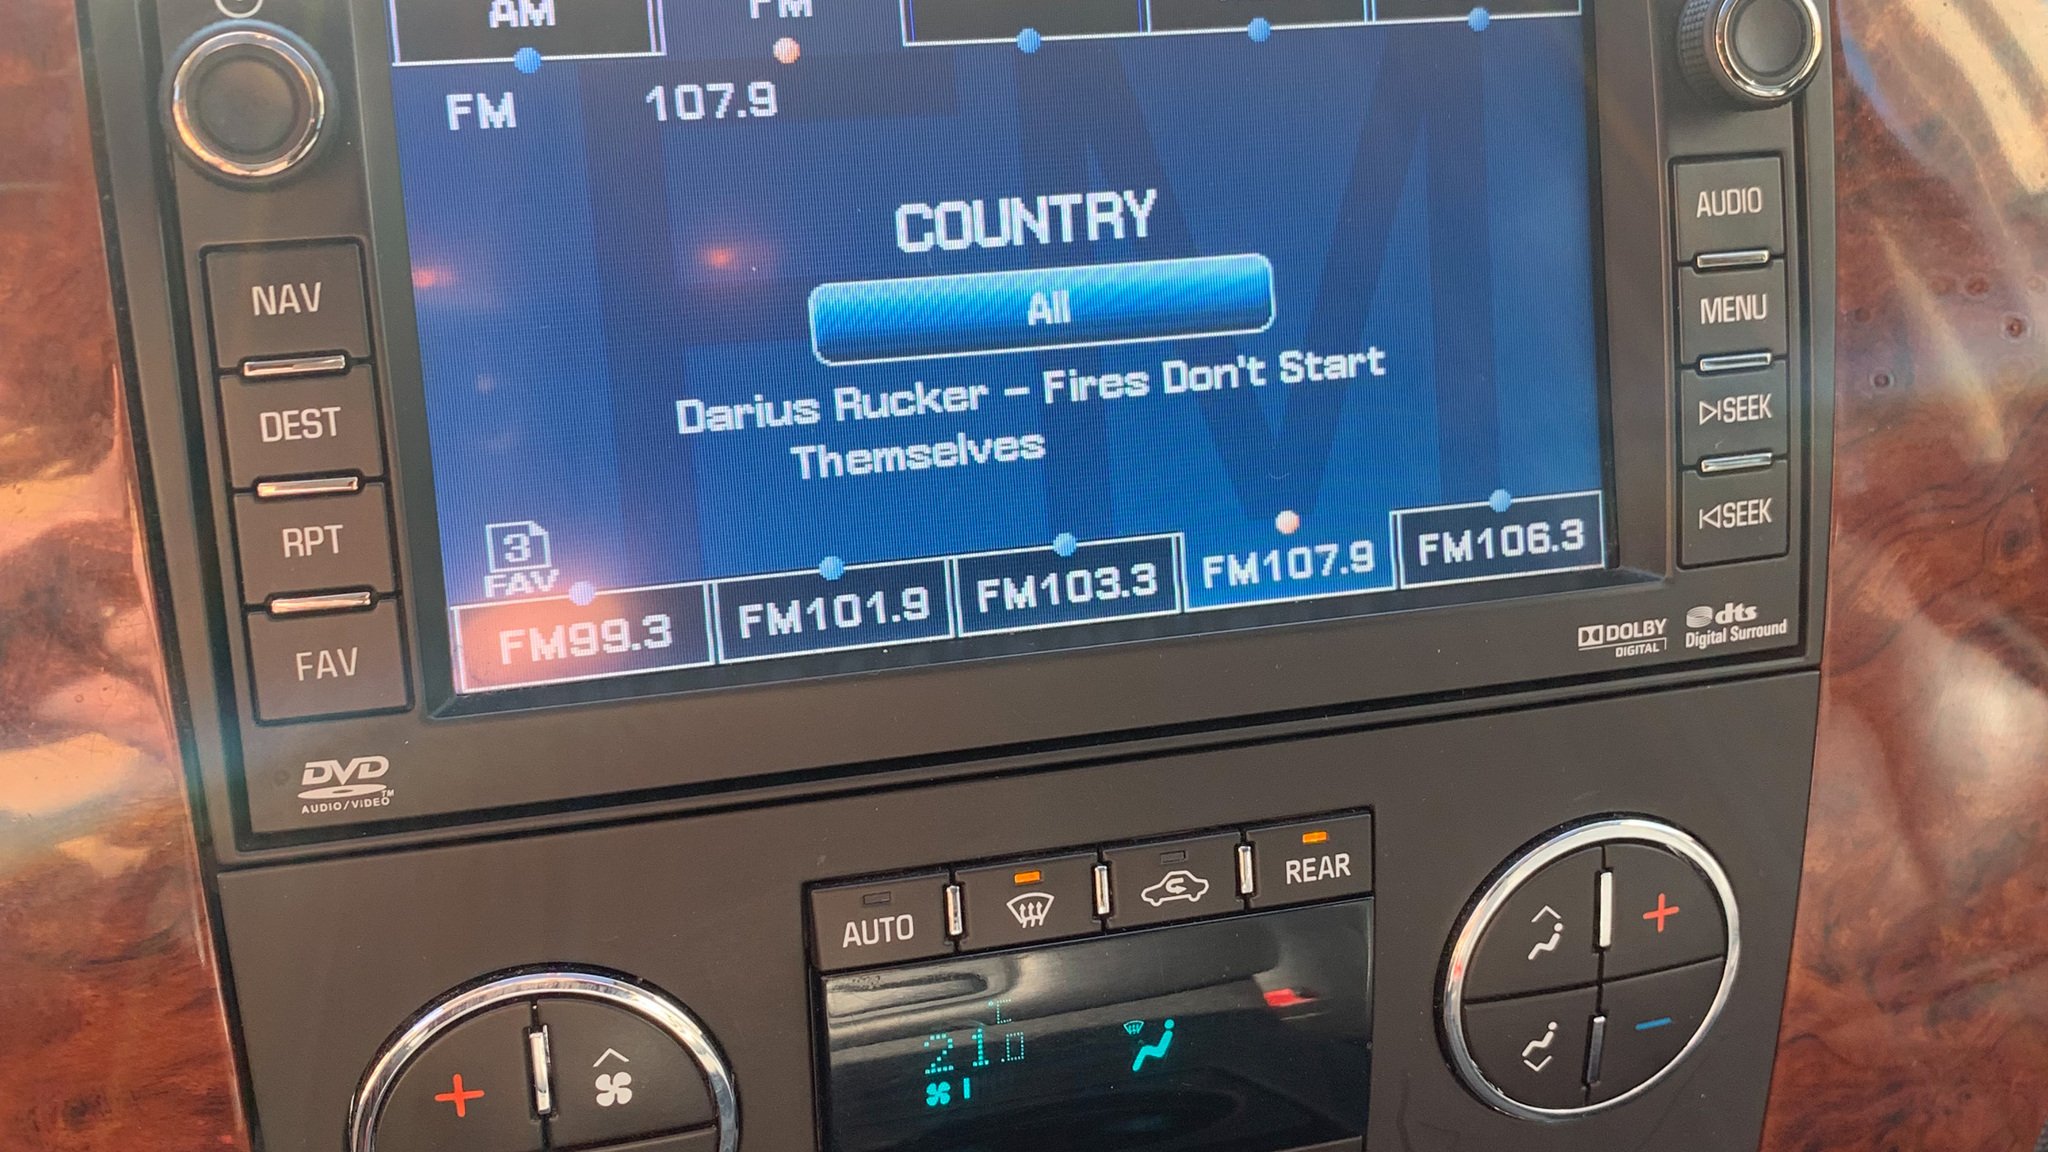 AM
FM
FM 107.9
COUNTRY
All
Darius Rucker - Fires Don't Start
Themselves
3
FAV
FM99.3
FM101.9
FM103.3
FM107.9
FM106.3
NAV
DEST
RPT
FAV
AUDIO
MENU
SEEK
SEEK
DVD
AUDIO/VIDEO™
DOLBY
DIGITAL
dts
Digital Surround
AUTO
REAR
°C
21.0